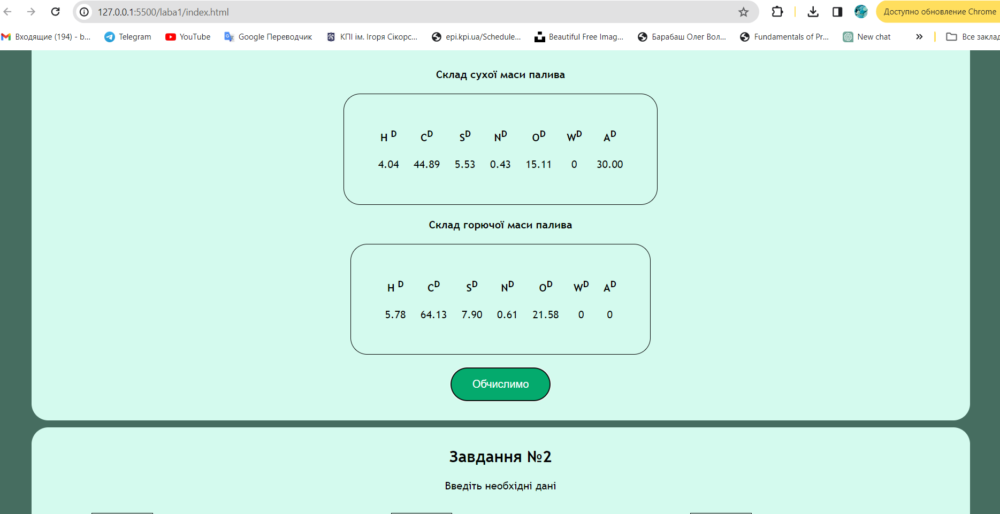 127.0.0.1:5500/laba1/index.html
Доступно обновление Chrome
Входящие (194) - b...
Telegram
YouTube
Google Переводчик
КПІ ім. Ігоря Сікорс...
epi.kpi.ua/Schedule...
Beautiful Free Imag...
Барабаш Олег Вол...
Fundamentals of Pr...
New chat
Все заклад
Склад сухої маси палива
H D C D S D N D O D W D A D
4.04 44.89 5.53 0.43 15.11 0 30.00
Склад горючої маси палива
H D C D S D N D O D W D A D
5.78 64.13 7.90 0.61 21.58 0 0
Обчислимо
Завдання №2
Введіть необхідні дані